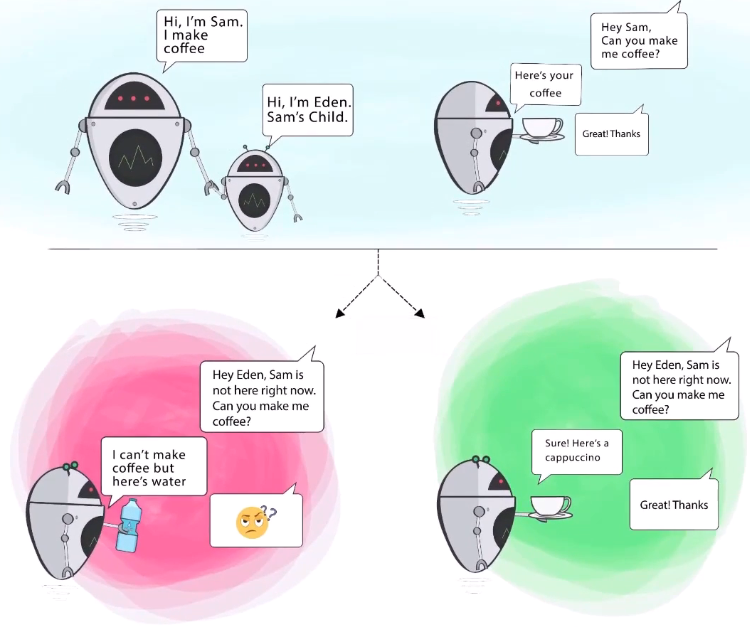 Hi, I'm Sam.
I make
coffee
Hi, I'm Eden.
Sam's Child.
Hey Sam,
Can you make
me coffee?
Here's your
coffee
Great! Thanks
Hey Eden, Sam is
not here right now.
Can you make me
coffee?
I can't make
coffee but
here's water
??
Hey Eden, Sam is
not here right now.
Can you make me
coffee?
Sure! Here's a
cappuccino
Great! Thanks